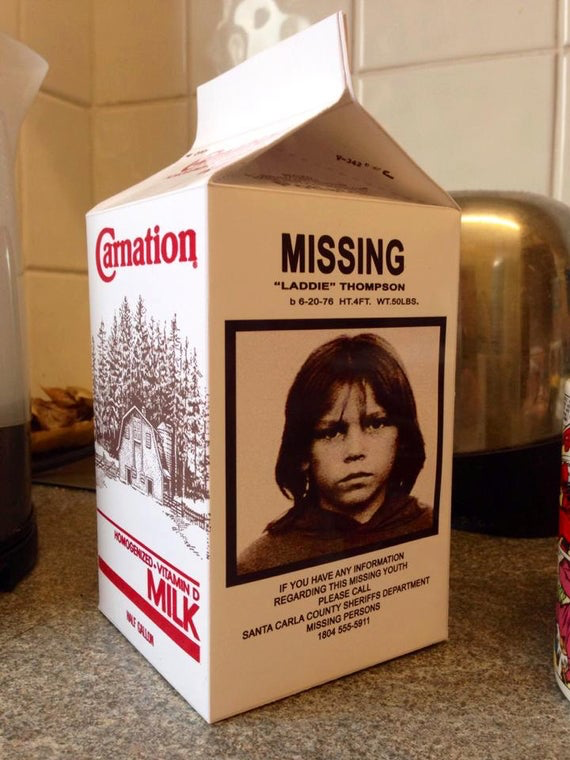 Carnation
HOMOGENIZED • VITAMIN D
MILK
HALF GALLON
MISSING
"LADDIE" THOMPSON
b 6-20-76 HT.4FT. WT.50LBS.
IF YOU HAVE ANY INFORMATION
REGARDING THIS MISSING YOUTH
PLEASE CALL
SANTA CARLA COUNTY SHERIFFS DEPARTMENT
MISSING PERSONS
1804 555-5911